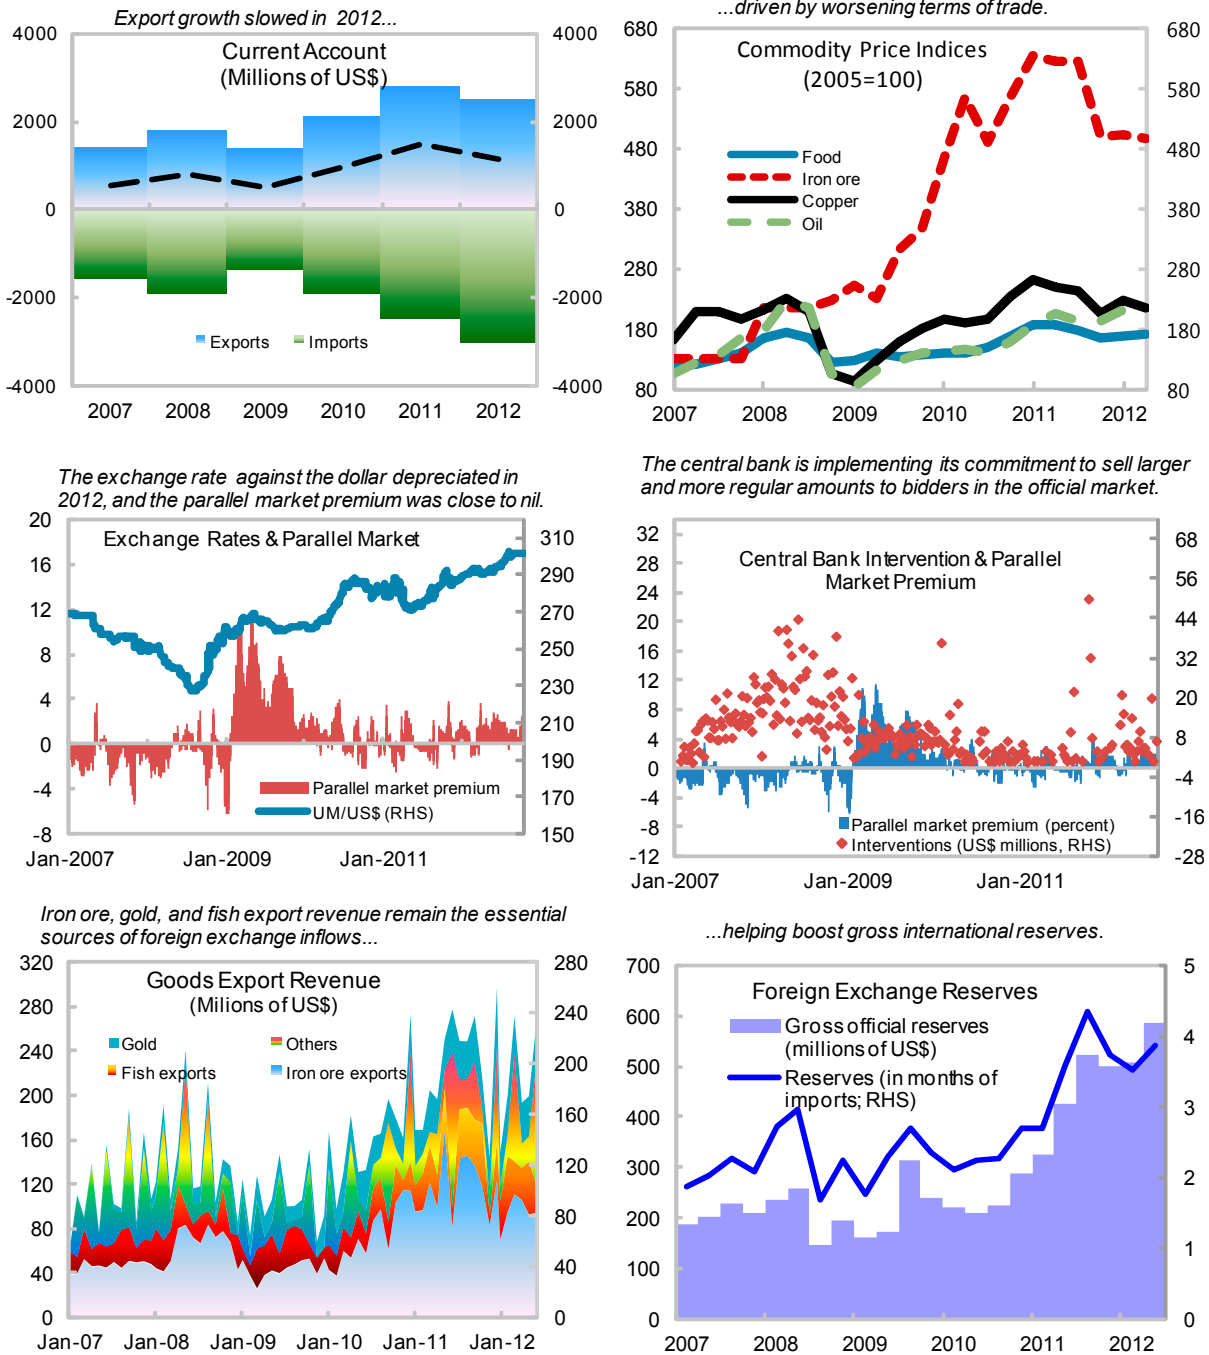 Export growth slowed in 2012...
4000
4000
Current Account
(Millions of US$)
2000
2000
0
0
-2000
-2000
Exports
Imports
-4000
-4000
2007
2008
2009
2010
2011
2012
...driven by worsening terms of trade.
680
680
Commodity Price Indices
(2005=100)
580
580
480
480
Food
Iron ore
Copper
Oil
380
380
280
280
180
180
80
80
2007
2008
2009
2010
2011
2012
The exchange rate against the dollar depreciated in
2012, and the parallel market premium was close to nil.
20
Exchange Rates & Parallel Market
310
16
290
12
270
250
8
230
4
210
0
190
-4
Parallel market premium
170
UM/US$ (RHS)
-8
150
Jan-2007
Jan-2009
Jan-2011
The central bank is implementing its commitment to sell larger
and more regular amounts to bidders in the official market.
32
68
28
Central Bank Intervention & Parallel
Market Premium
56
24
20
44
16
32
12
20
8
4
8
0
-4
-4
-8
-16
Parallel market premium (percent)
Interventions (US$ millions, RHS)
-12
-28
Jan-2007
Jan-2009
Jan-2011
Iron ore, gold, and fish export revenue remain the essential
sources of foreign exchange inflows...
320
280
Goods Export Revenue
(Milions of US$)
280
240
Gold
Others
240
200
Fish exports
Iron ore exports
200
160
160
120
120
80
80
40
40
0
0
Jan-07
Jan-08
Jan-09
Jan-10
Jan-11
Jan-12
...helping boost gross international reserves.
700
5
Foreign Exchange Reserves
Gross official reserves
(millions of US$)
600
4
Reserves (in months of
imports; RHS)
500
400
3
300
2
200
1
100
0
0
2007
2008
2009
2010
2011
2012